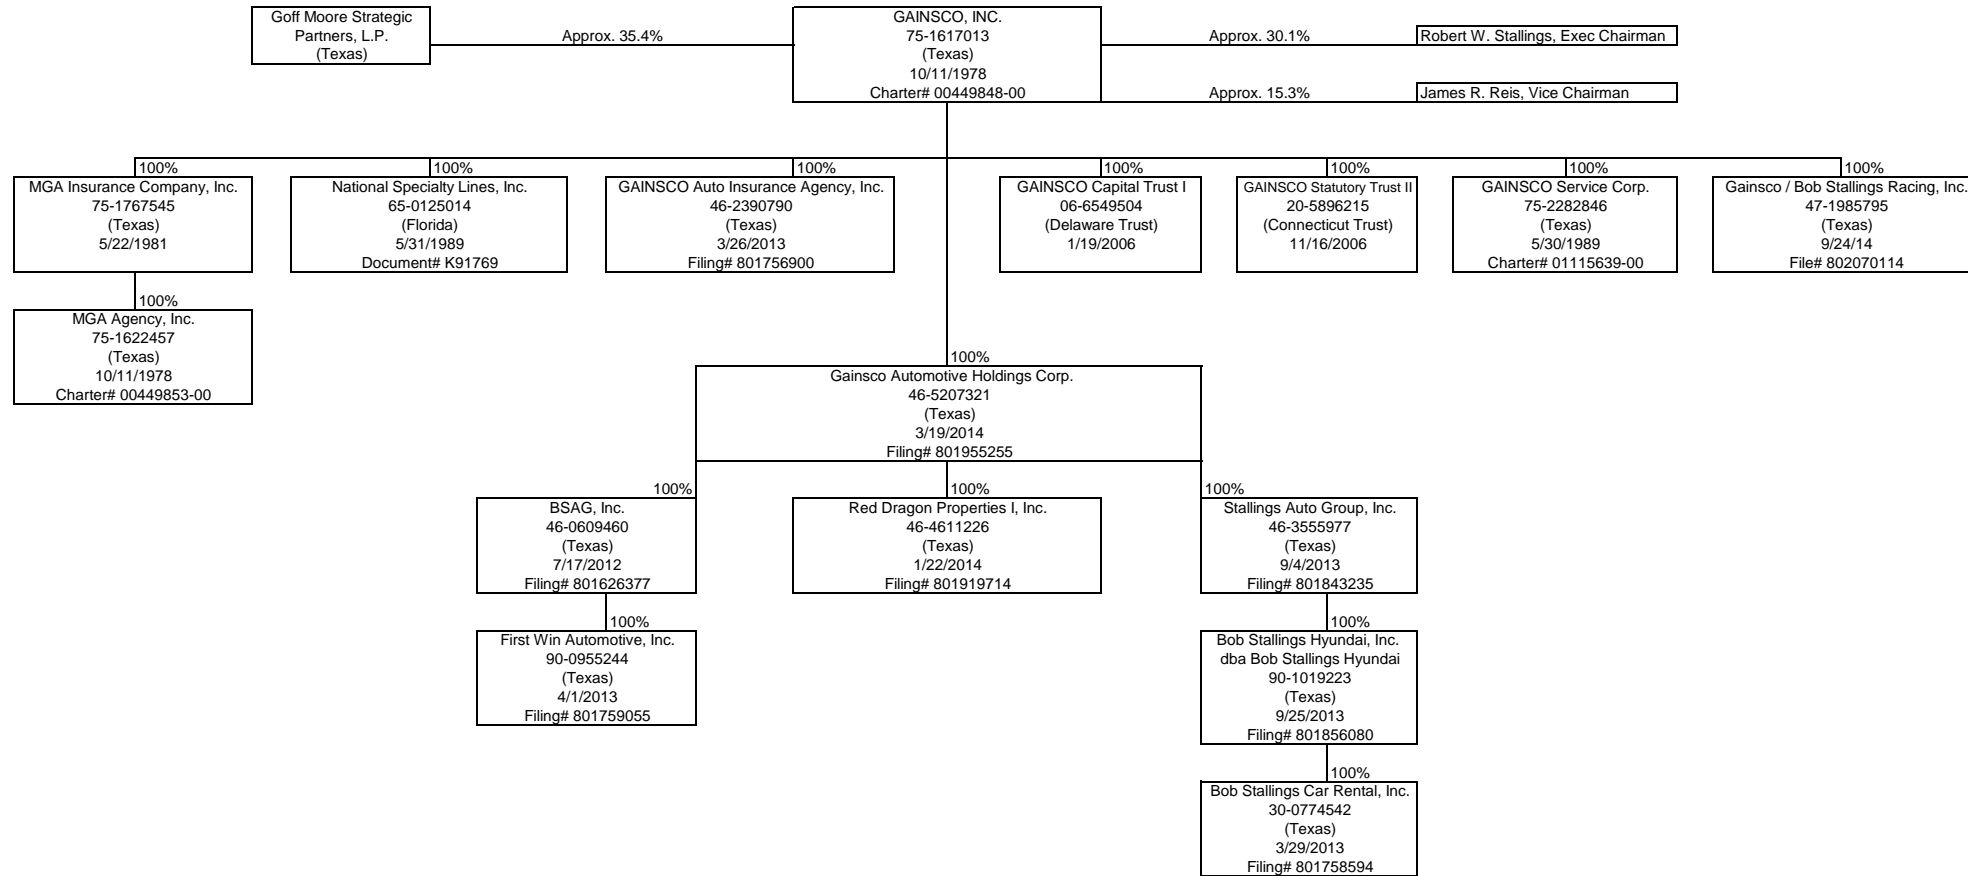 Goff Moore Strategic
Partners, L.P.
(Texas)
Approx. 35.4%
GAINSCO, INC.
75-1617013
(Texas)
10/11/1978
Charter# 00449848-00
Approx. 30.1%
Robert W. Stallings, Exec Chairman
Approx. 15.3%
James R. Reis, Vice Chairman
100%
MGA Insurance Company, Inc.
75-1767545
(Texas)
5/22/1981
100%
National Specialty Lines, Inc.
65-0125014
(Florida)
5/31/1989
Document# K91769
100%
GAINSCO Auto Insurance Agency, Inc.
46-2390790
(Texas)
3/26/2013
Filing# 801756900
100%
GAINSCO Capital Trust I
06-6549504
(Delaware Trust)
1/19/2006
100%
GAINSCO Statutory Trust II
20-5896215
(Connecticut Trust)
11/16/2006
100%
GAINSCO Service Corp.
75-2282846
(Texas)
5/30/1989
Charter# 01115639-00
100%
Gainsco / Bob Stallings Racing, Inc.
47-1985795
(Texas)
9/24/14
File# 802070114
100%
MGA Agency, Inc.
75-1622457
(Texas)
10/11/1978
Charter# 00449853-00
100%
Gainsco Automotive Holdings Corp.
46-5207321
(Texas)
3/19/2014
Filing# 801955255
100%
BSAG, Inc.
46-0609460
(Texas)
7/17/2012
Filing# 801626377
100%
Red Dragon Properties I, Inc.
46-4611226
(Texas)
1/22/2014
Filing# 801919714
100%
Stallings Auto Group, Inc.
46-3555977
(Texas)
9/4/2013
Filing# 801843235
100%
First Win Automotive, Inc.
90-0955244
(Texas)
4/1/2013
Filing# 801759055
100%
Bob Stallings Hyundai, Inc.
dba Bob Stallings Hyundai
90-1019223
(Texas)
9/25/2013
Filing# 801856080
100%
Bob Stallings Car Rental, Inc.
30-0774542
(Texas)
3/29/2013
Filing# 801758594